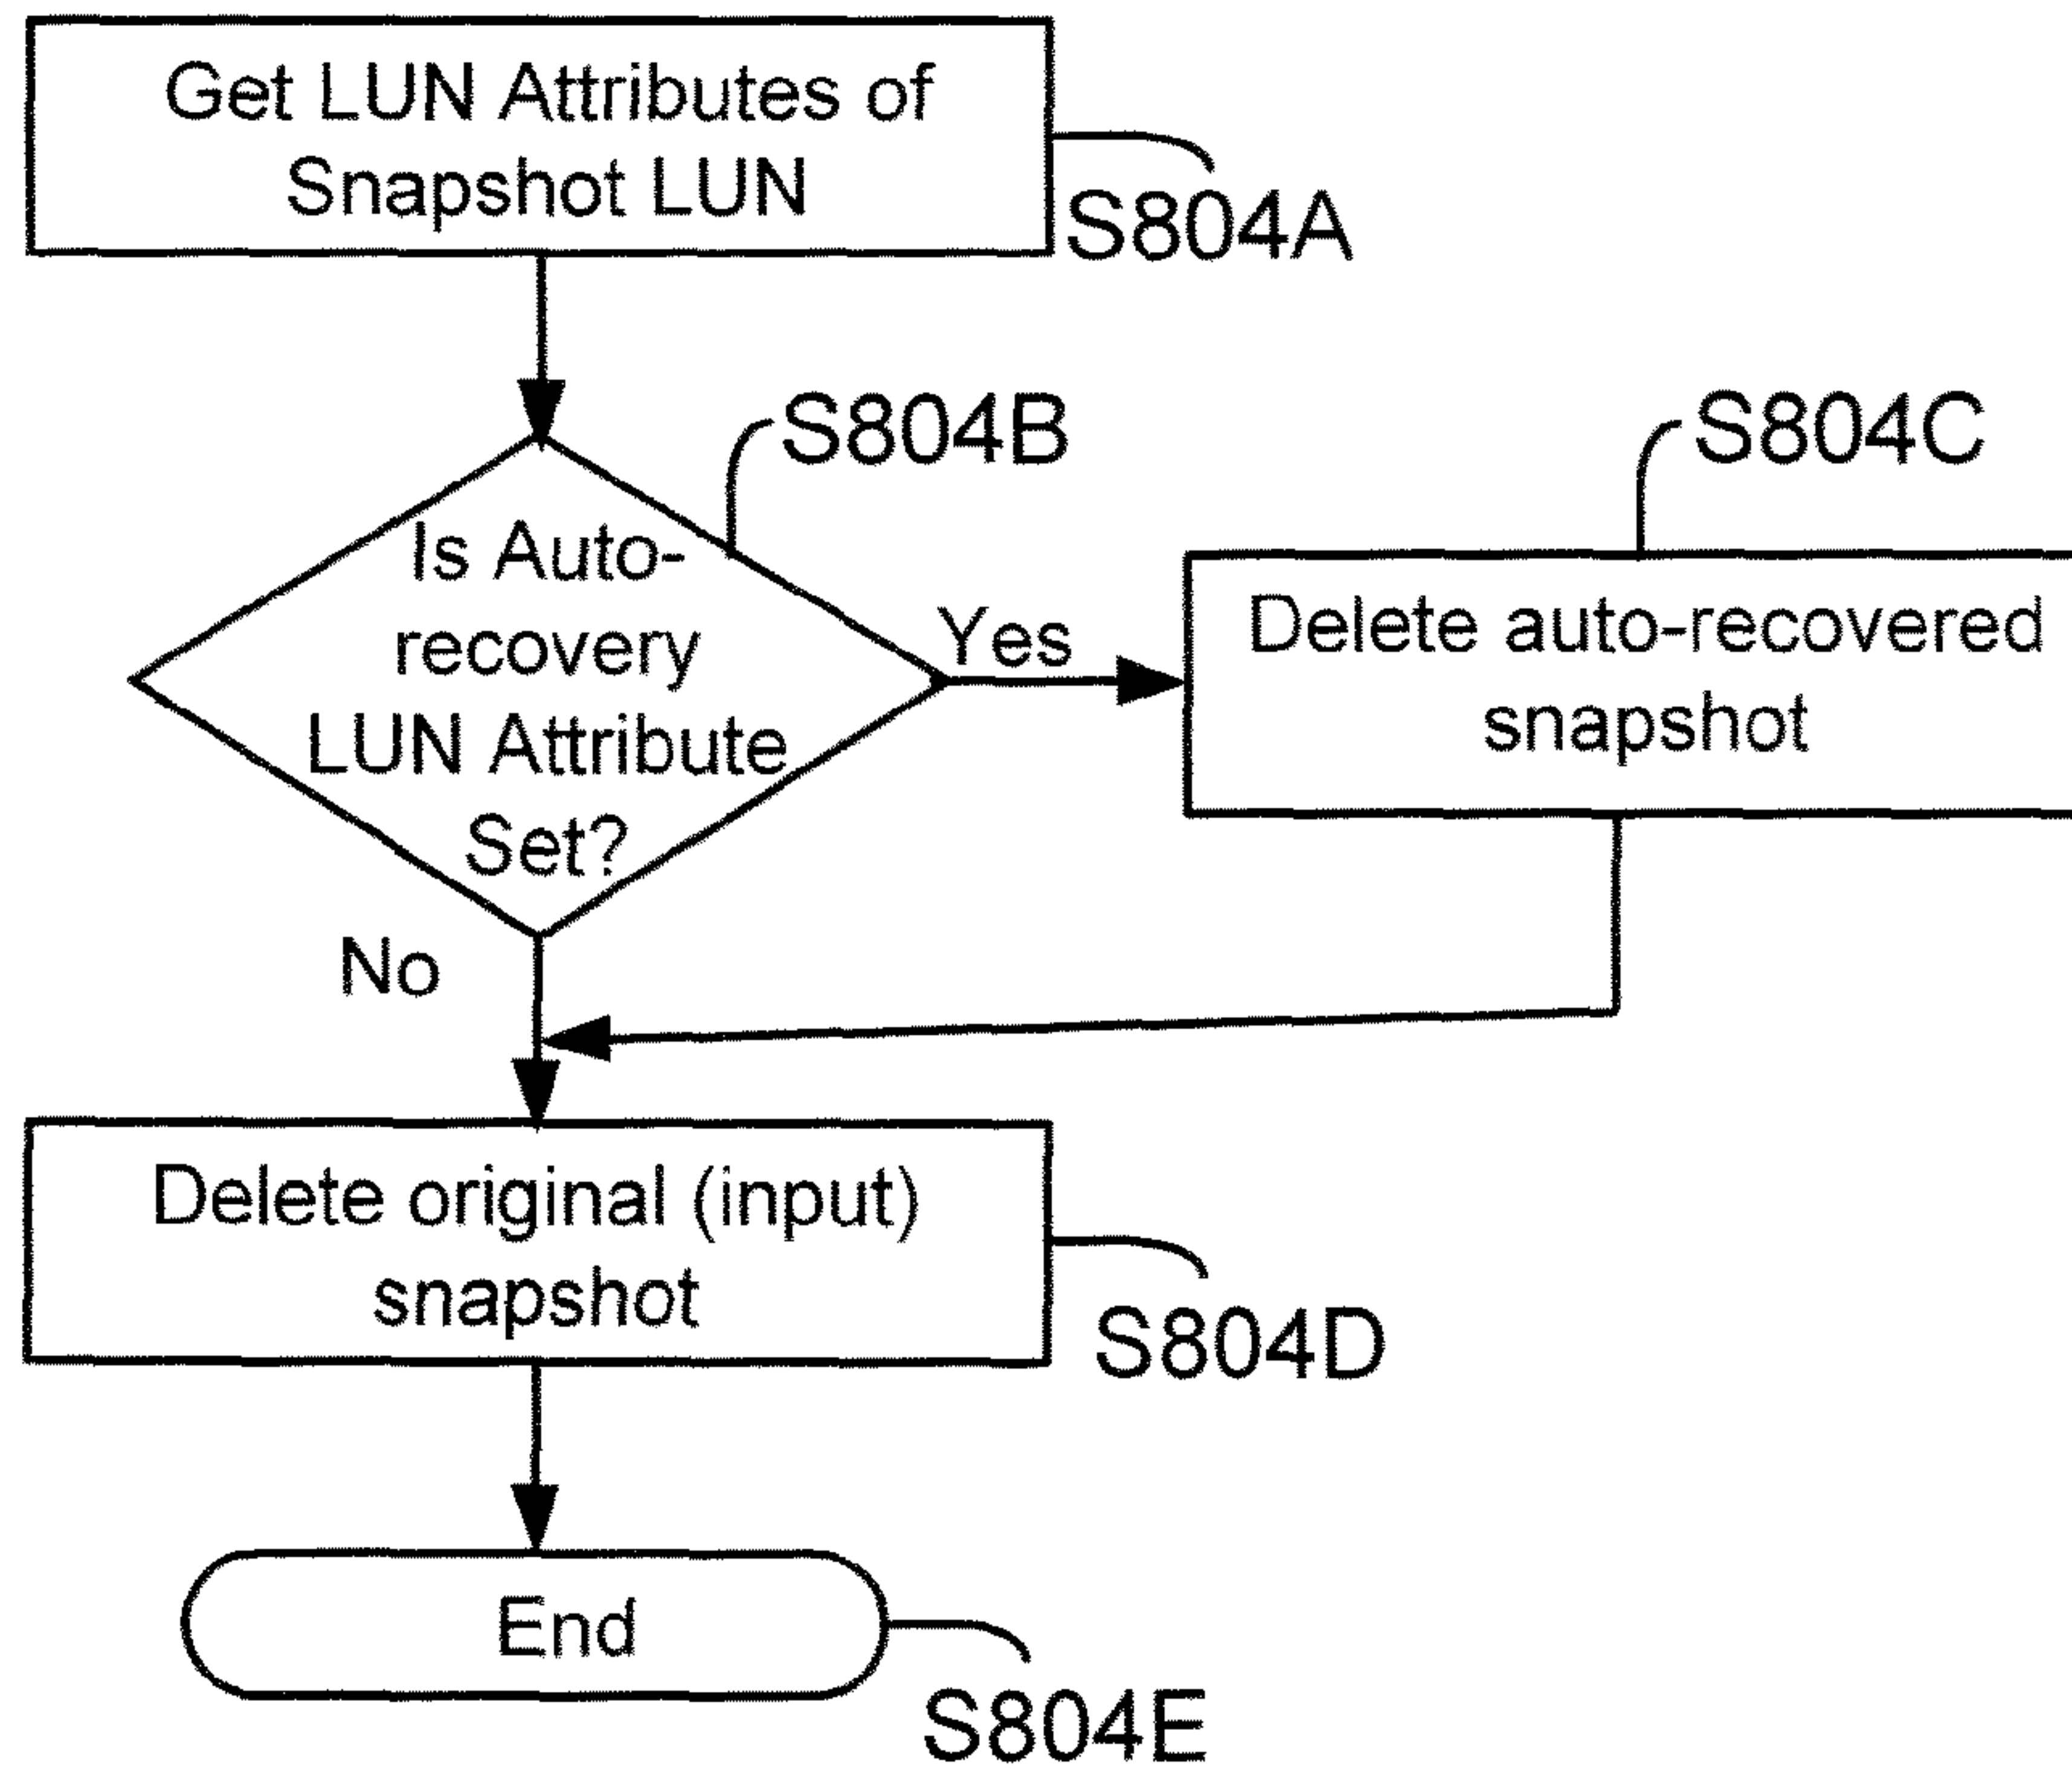 Get LUN Attributes of
Snapshot LUN
S804A
S804B
S804C
Is Auto-
recovery
LUN Attribute
Set?
Yes
Delete auto-recovered
snapshot
No
Delete original (input)
snapshot
S804D
End
S804E